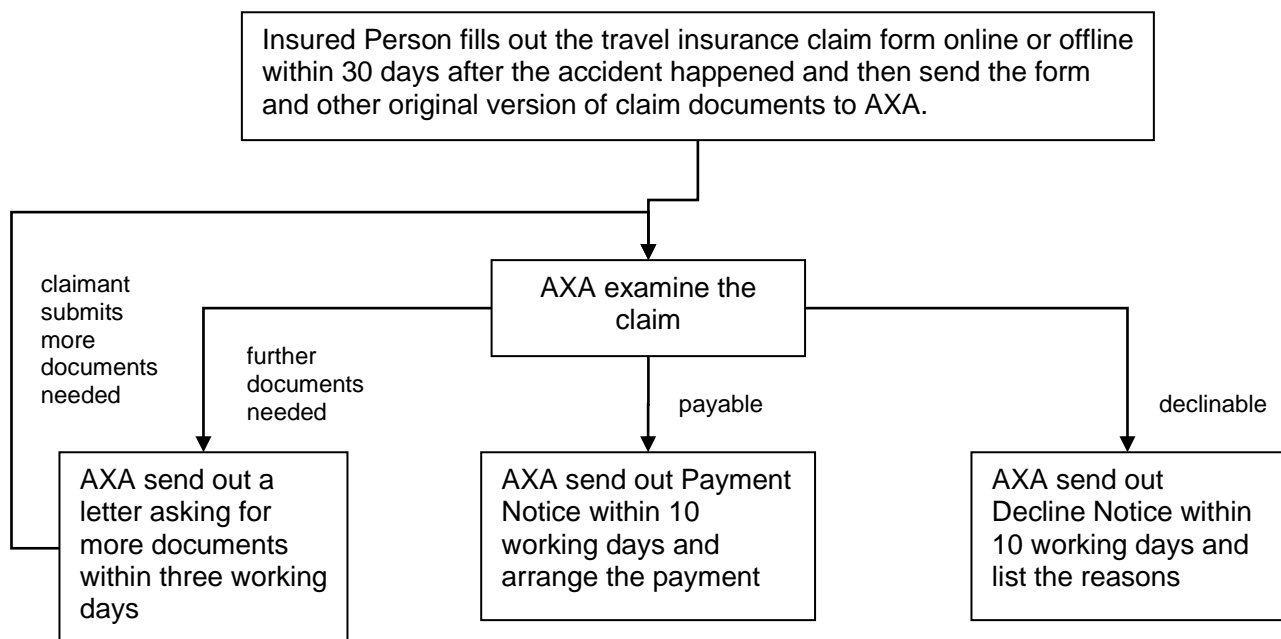 Insured Person fills out the travel insurance claim form online or offline
within 30 days after the accident happened and then send the form
and other original version of claim documents to AXA.
AXA examine the
claim
claimant
submits
more
documents
needed
further
documents
needed
payable
declinable
AXA send out a
letter asking for
more documents
within three working
days
AXA send out Payment
Notice within 10
working days and
arrange the payment
AXA send out
Decline Notice within
10 working days and
list the reasons